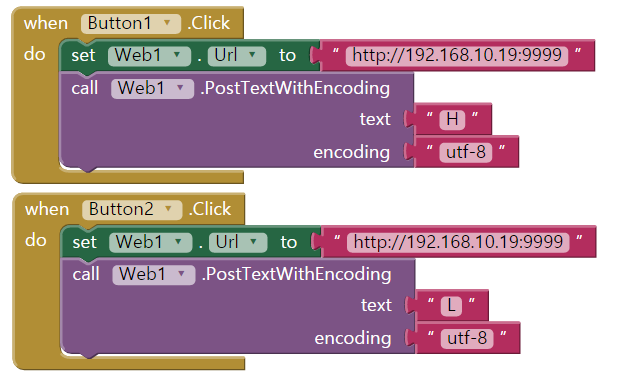 when Button1 .Click
do set Web1 . Url to " http://192.168.10.19:9999 "
call Web1 .PostTextWithEncoding
text " H "
encoding " utf-8 "
when Button2 .Click
do set Web1 . Url to " http://192.168.10.19:9999 "
call Web1 .PostTextWithEncoding
text " L "
encoding " utf-8 "